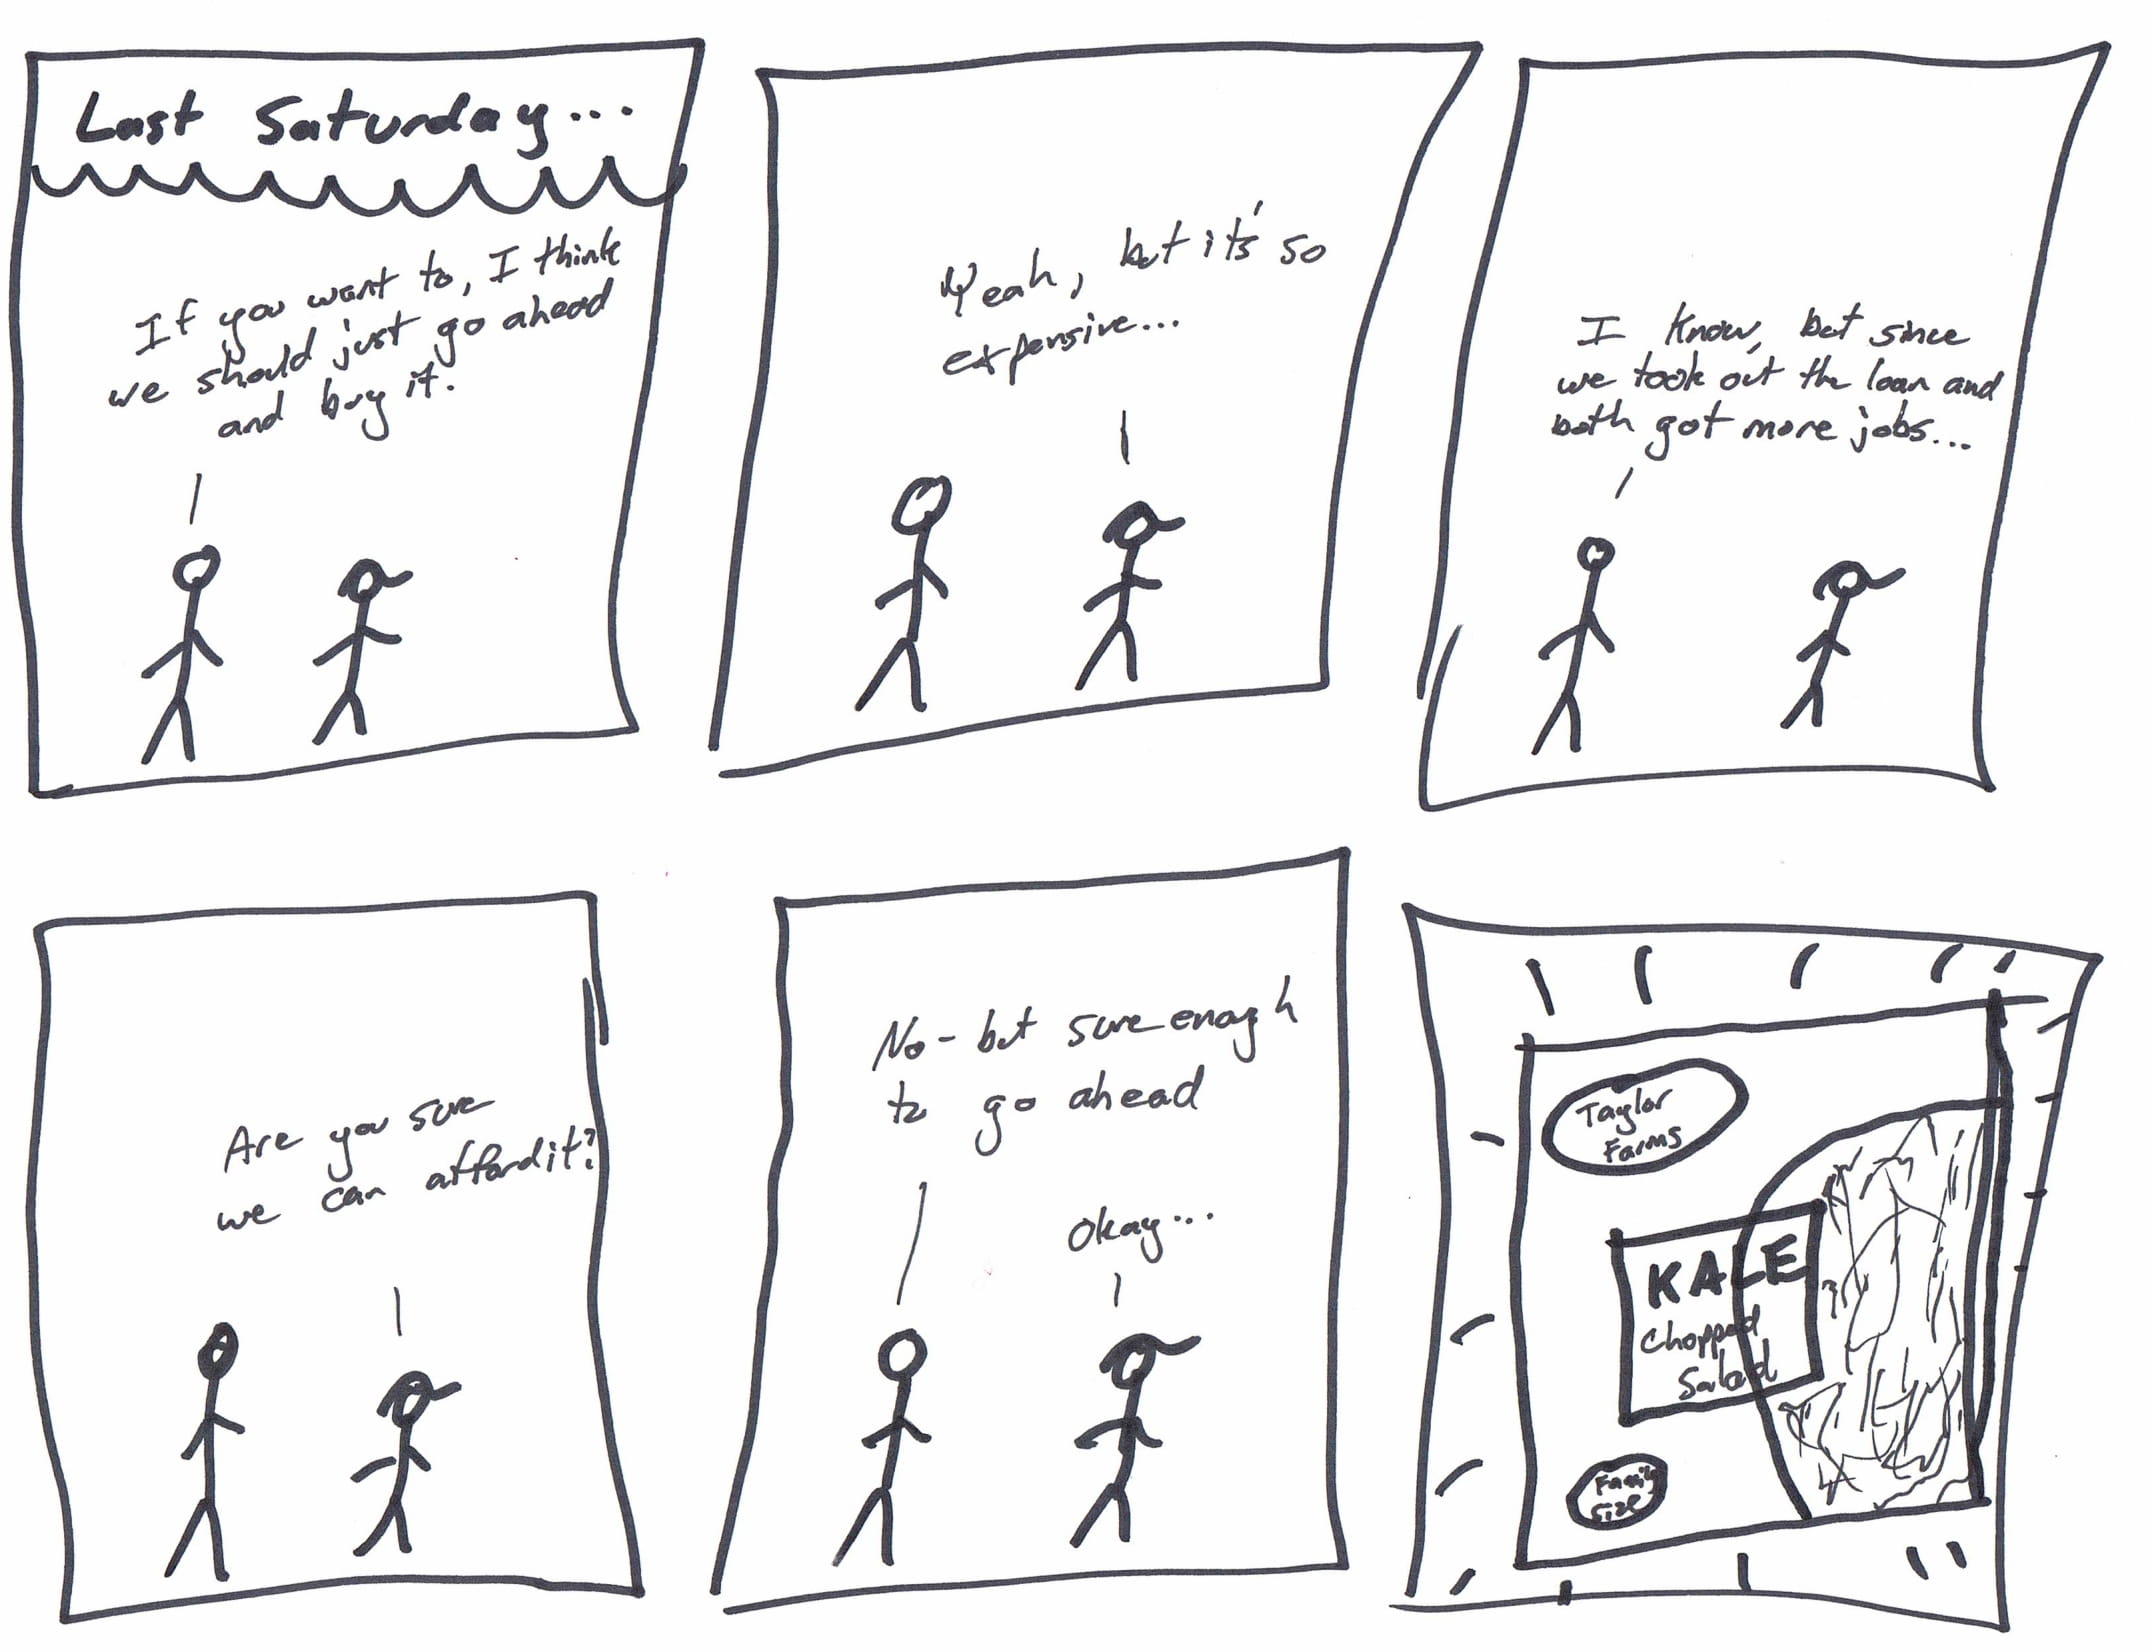 Last Saturday...
If you want to, I think
we should just go ahead
and buy it.
Yeah, but it's so
expensive...
I know, but since
we took out the loan and
both got more jobs...
Are you sure
we can afford it?
No - but sure enough
to go ahead
Okay...
Taylor
Farms
KALE
Chopped
Salad
Family
Size